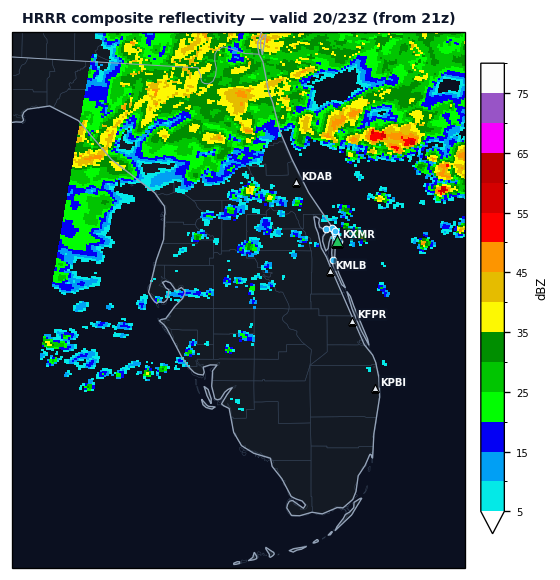 HRRR composite reflectivity — valid 20/23Z (from 21z)
KDAB
KXMR
KMLB
KFPR
KPBI
75
65
55
45
35
25
15
5
dBZ